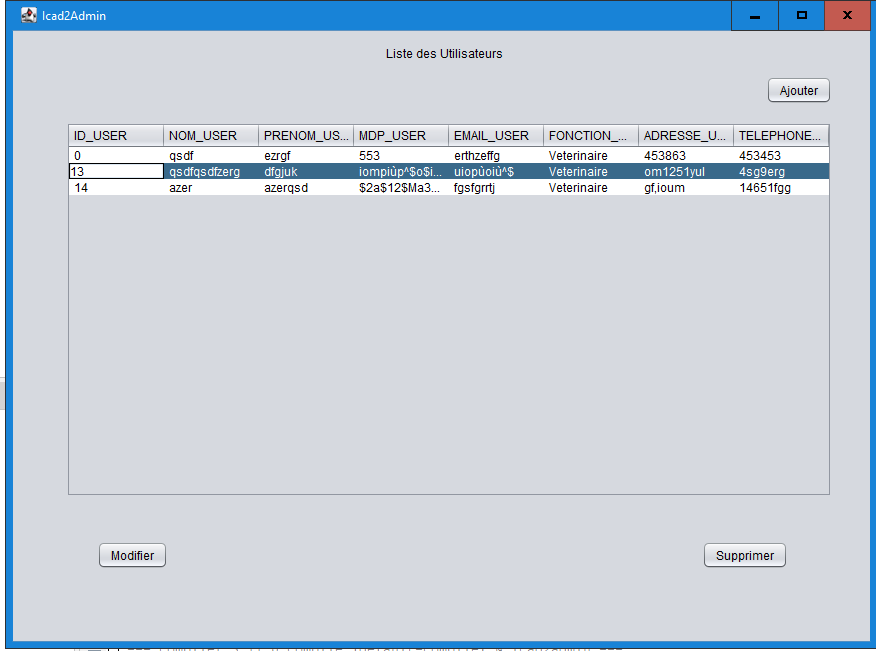 Icad2Admin
Liste des Utilisateurs
Ajouter
ID_USER NOM_USER PRENOM_US... MDP_USER EMAIL_USER FONCTION_... ADRESSE_U... TELEPHONE...
0 qsdf ezrgf 553 erthzeffg Veterinaire 453863 453453
13 qsdfqsdfzerg dfgjuk iompiùp^$o$i... uiopùoiù^$ Veterinaire om1251yul 4sg9erg
14 azer azerqsd $2a$12$Ma3... fgsfgrrtj Veterinaire gf,ioum 14651fgg
Modifier Supprimer